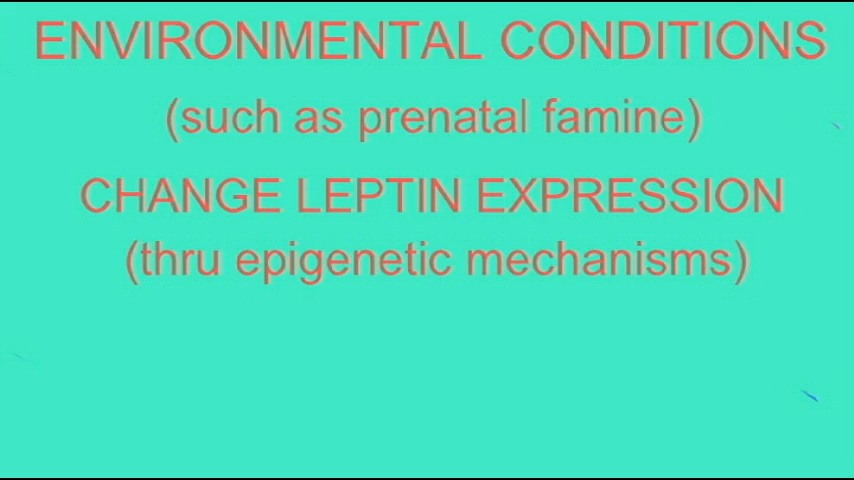 ENVIRONMENTAL CONDITIONS
(such as prenatal famine)
CHANGE LEPTIN EXPRESSION
(thru epigenetic mechanisms)